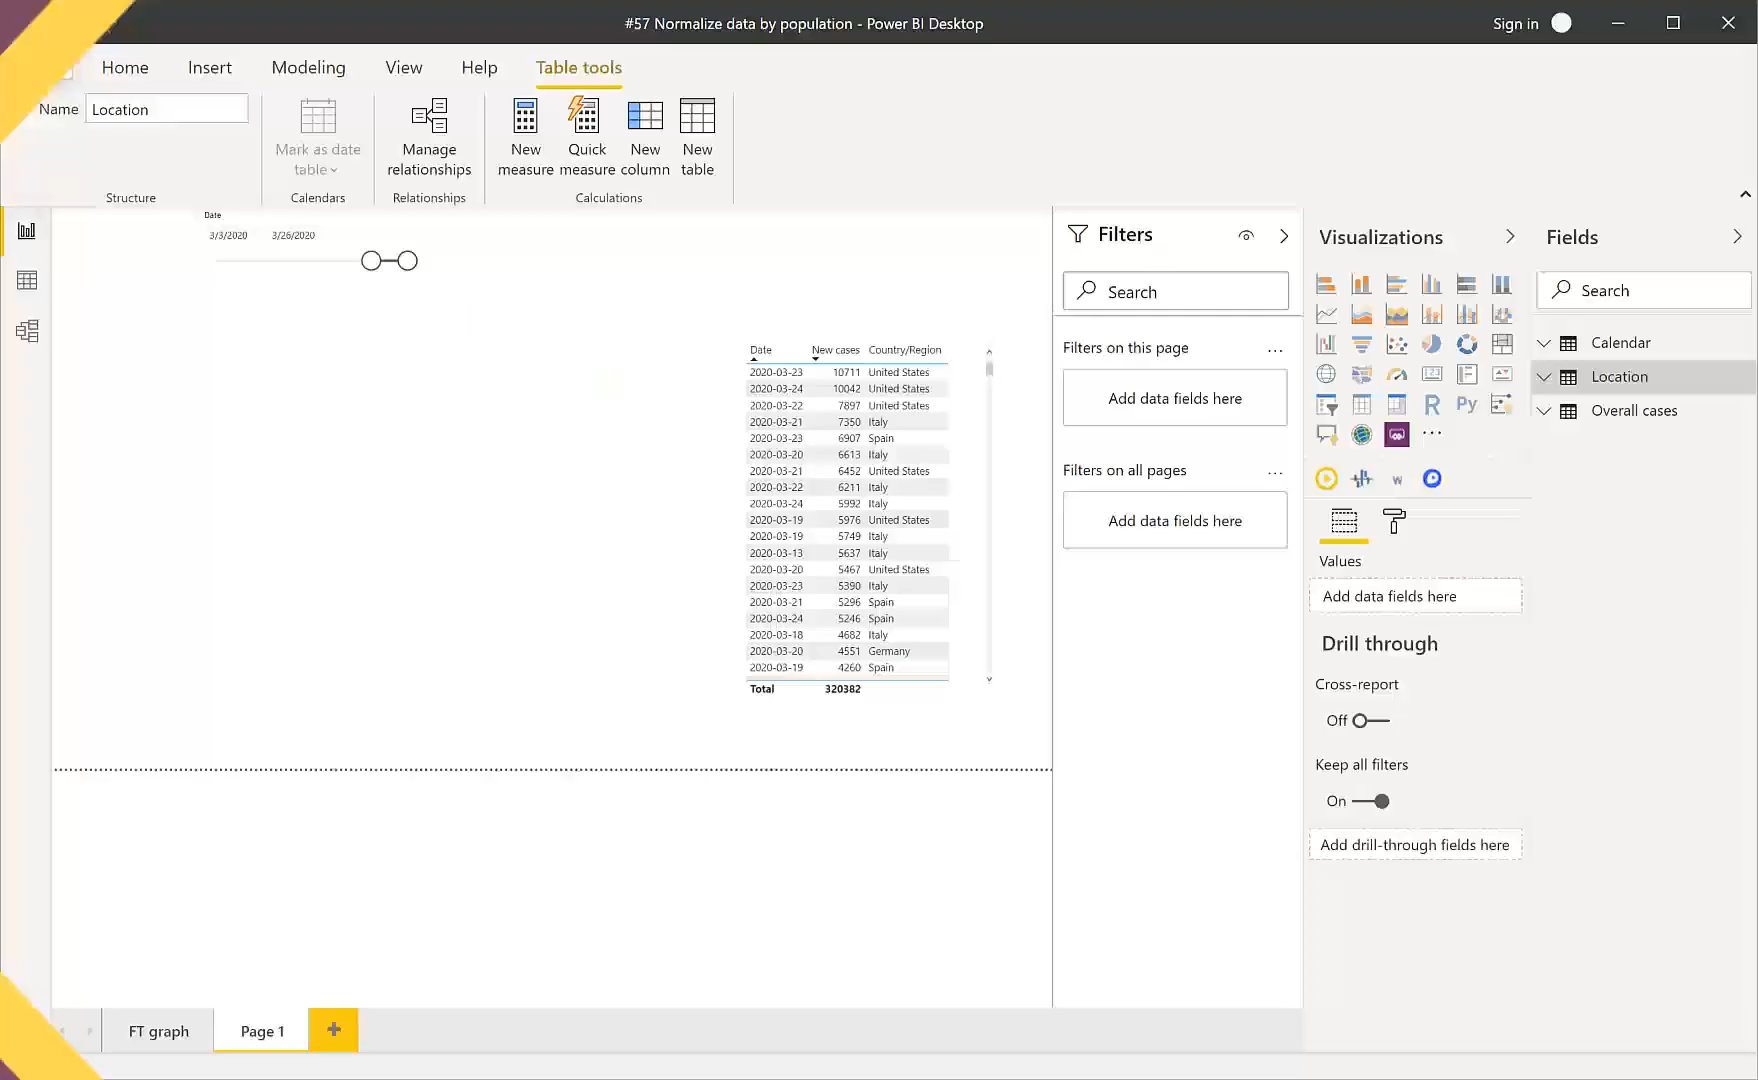 #57 Normalize data by population - Power BI Desktop
Sign in
Home Insert Modeling View Help Table tools
Name Location
Mark as date
table
Manage
relationships
New
measure
Quick
measure
New
column
New
table
Structure Calendars Relationships Calculations
Date
3/3/2020 3/26/2020
Date New cases Country/Region
2020-03-23 10711 United States
2020-03-24 10042 United States
2020-03-22 7897 United States
2020-03-21 7350 Italy
2020-03-23 6907 Spain
2020-03-20 6613 Italy
2020-03-21 6452 United States
2020-03-22 6211 Italy
2020-03-24 5992 Italy
2020-03-19 5976 United States
2020-03-19 5749 Italy
2020-03-13 5637 Italy
2020-03-20 5467 United States
2020-03-23 5390 Italy
2020-03-21 5296 Spain
2020-03-24 5246 Spain
2020-03-18 4682 Italy
2020-03-20 4551 Germany
2020-03-19 4260 Spain
Total 320382
Filters
Search
Filters on this page ...
Add data fields here
Filters on all pages ...
Add data fields here
Visualizations
R Py
...
W
Values
Add data fields here
Drill through
Cross-report
Off
Keep all filters
On
Add drill-through fields here
Fields
Search
Calendar
Location
Overall cases
FT graph Page 1 +